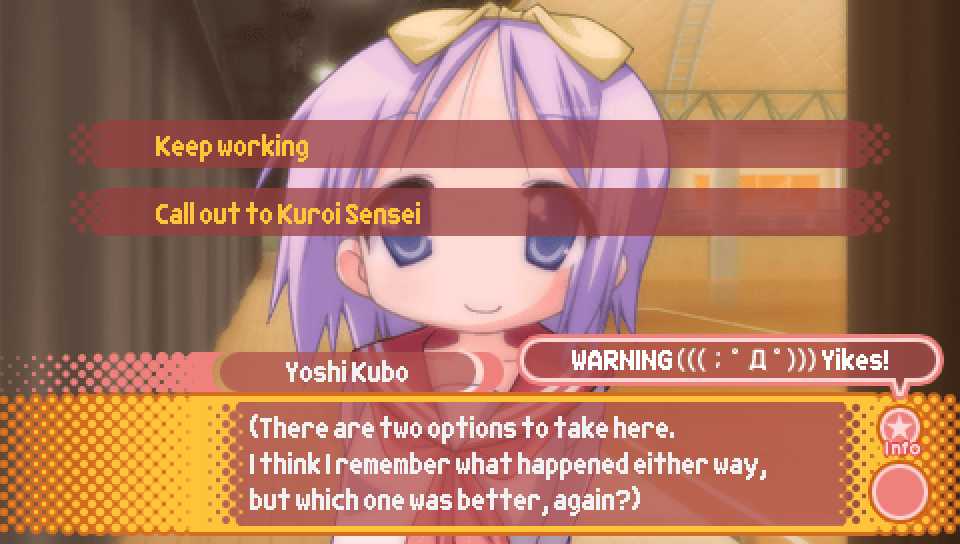 Keep working
Call out to Kuroi Sensei
WARNING(((；ﾟДﾟ)))Yikes!
Yoshi Kubo
(There are two options to take here.
I think I remember what happened either way,
but which one was better, again?)
Info